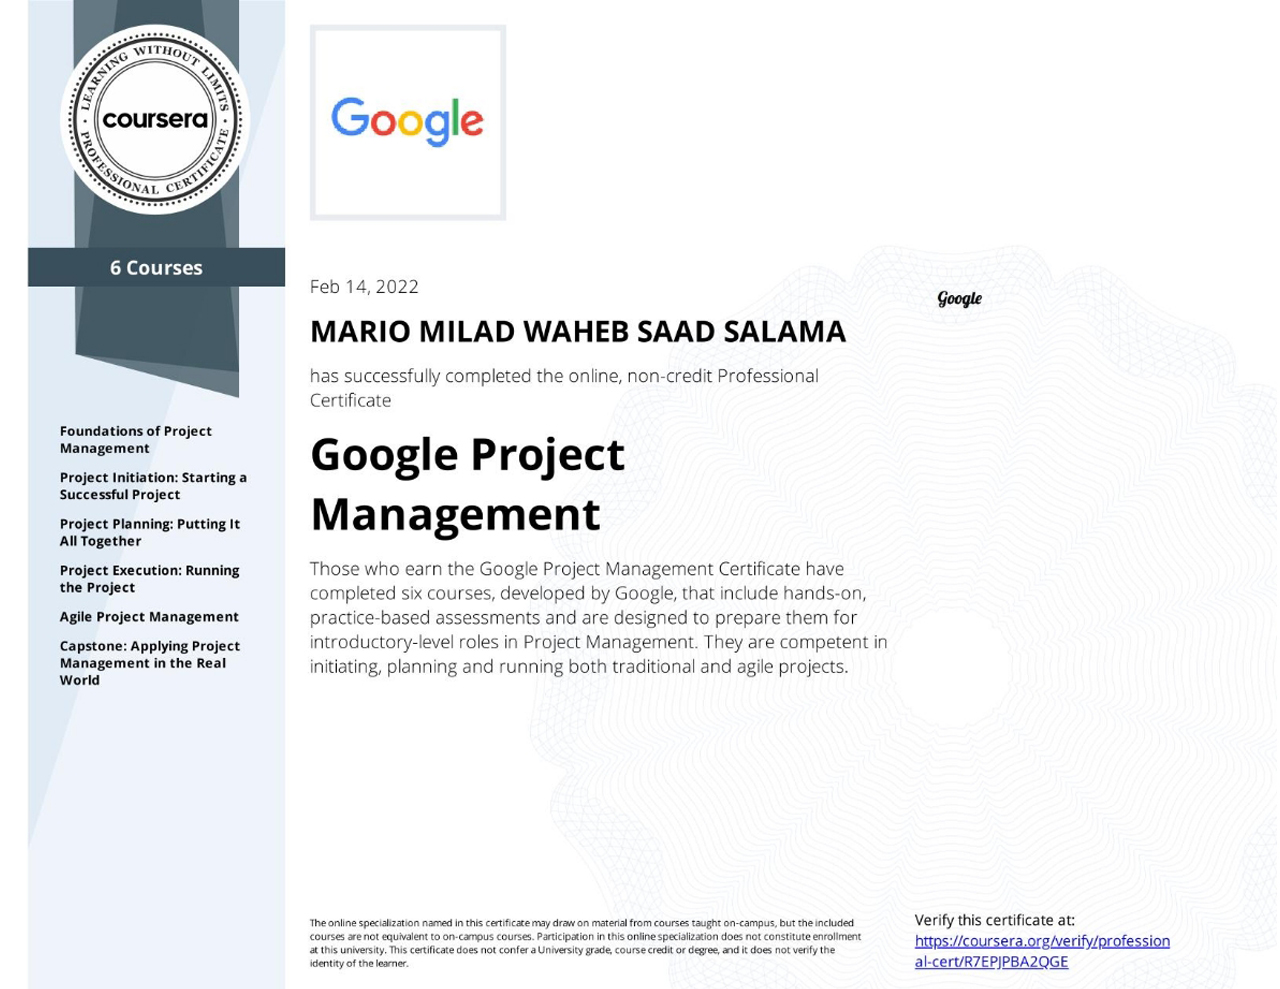 LEARNING WITHOUT LIMITS
coursera
PROFESSIONAL CERTIFICATE
6 Courses
Foundations of Project
Management
Project Initiation: Starting a
Successful Project
Project Planning: Putting It
All Together
Project Execution: Running
the Project
Agile Project Management
Capstone: Applying Project
Management in the Real
World
Google
Feb 14, 2022
Google
MARIO MILAD WAHEB SAAD SALAMA
has successfully completed the online, non-credit Professional
Certificate
Google Project
Management
Those who earn the Google Project Management Certificate have
completed six courses, developed by Google, that include hands-on,
practice-based assessments and are designed to prepare them for
introductory-level roles in Project Management. They are competent in
initiating, planning and running both traditional and agile projects.
The online specialization named in this certificate may draw on material from courses taught on-campus, but the included
courses are not equivalent to on-campus courses. Participation in this online specialization does not constitute enrollment
at this university. This certificate does not confer a University grade, course credit or degree, and it does not verify the
identity of the learner.
Verify this certificate at:
https://coursera.org/verify/profession
al-cert/R7EPJPBA2QGE